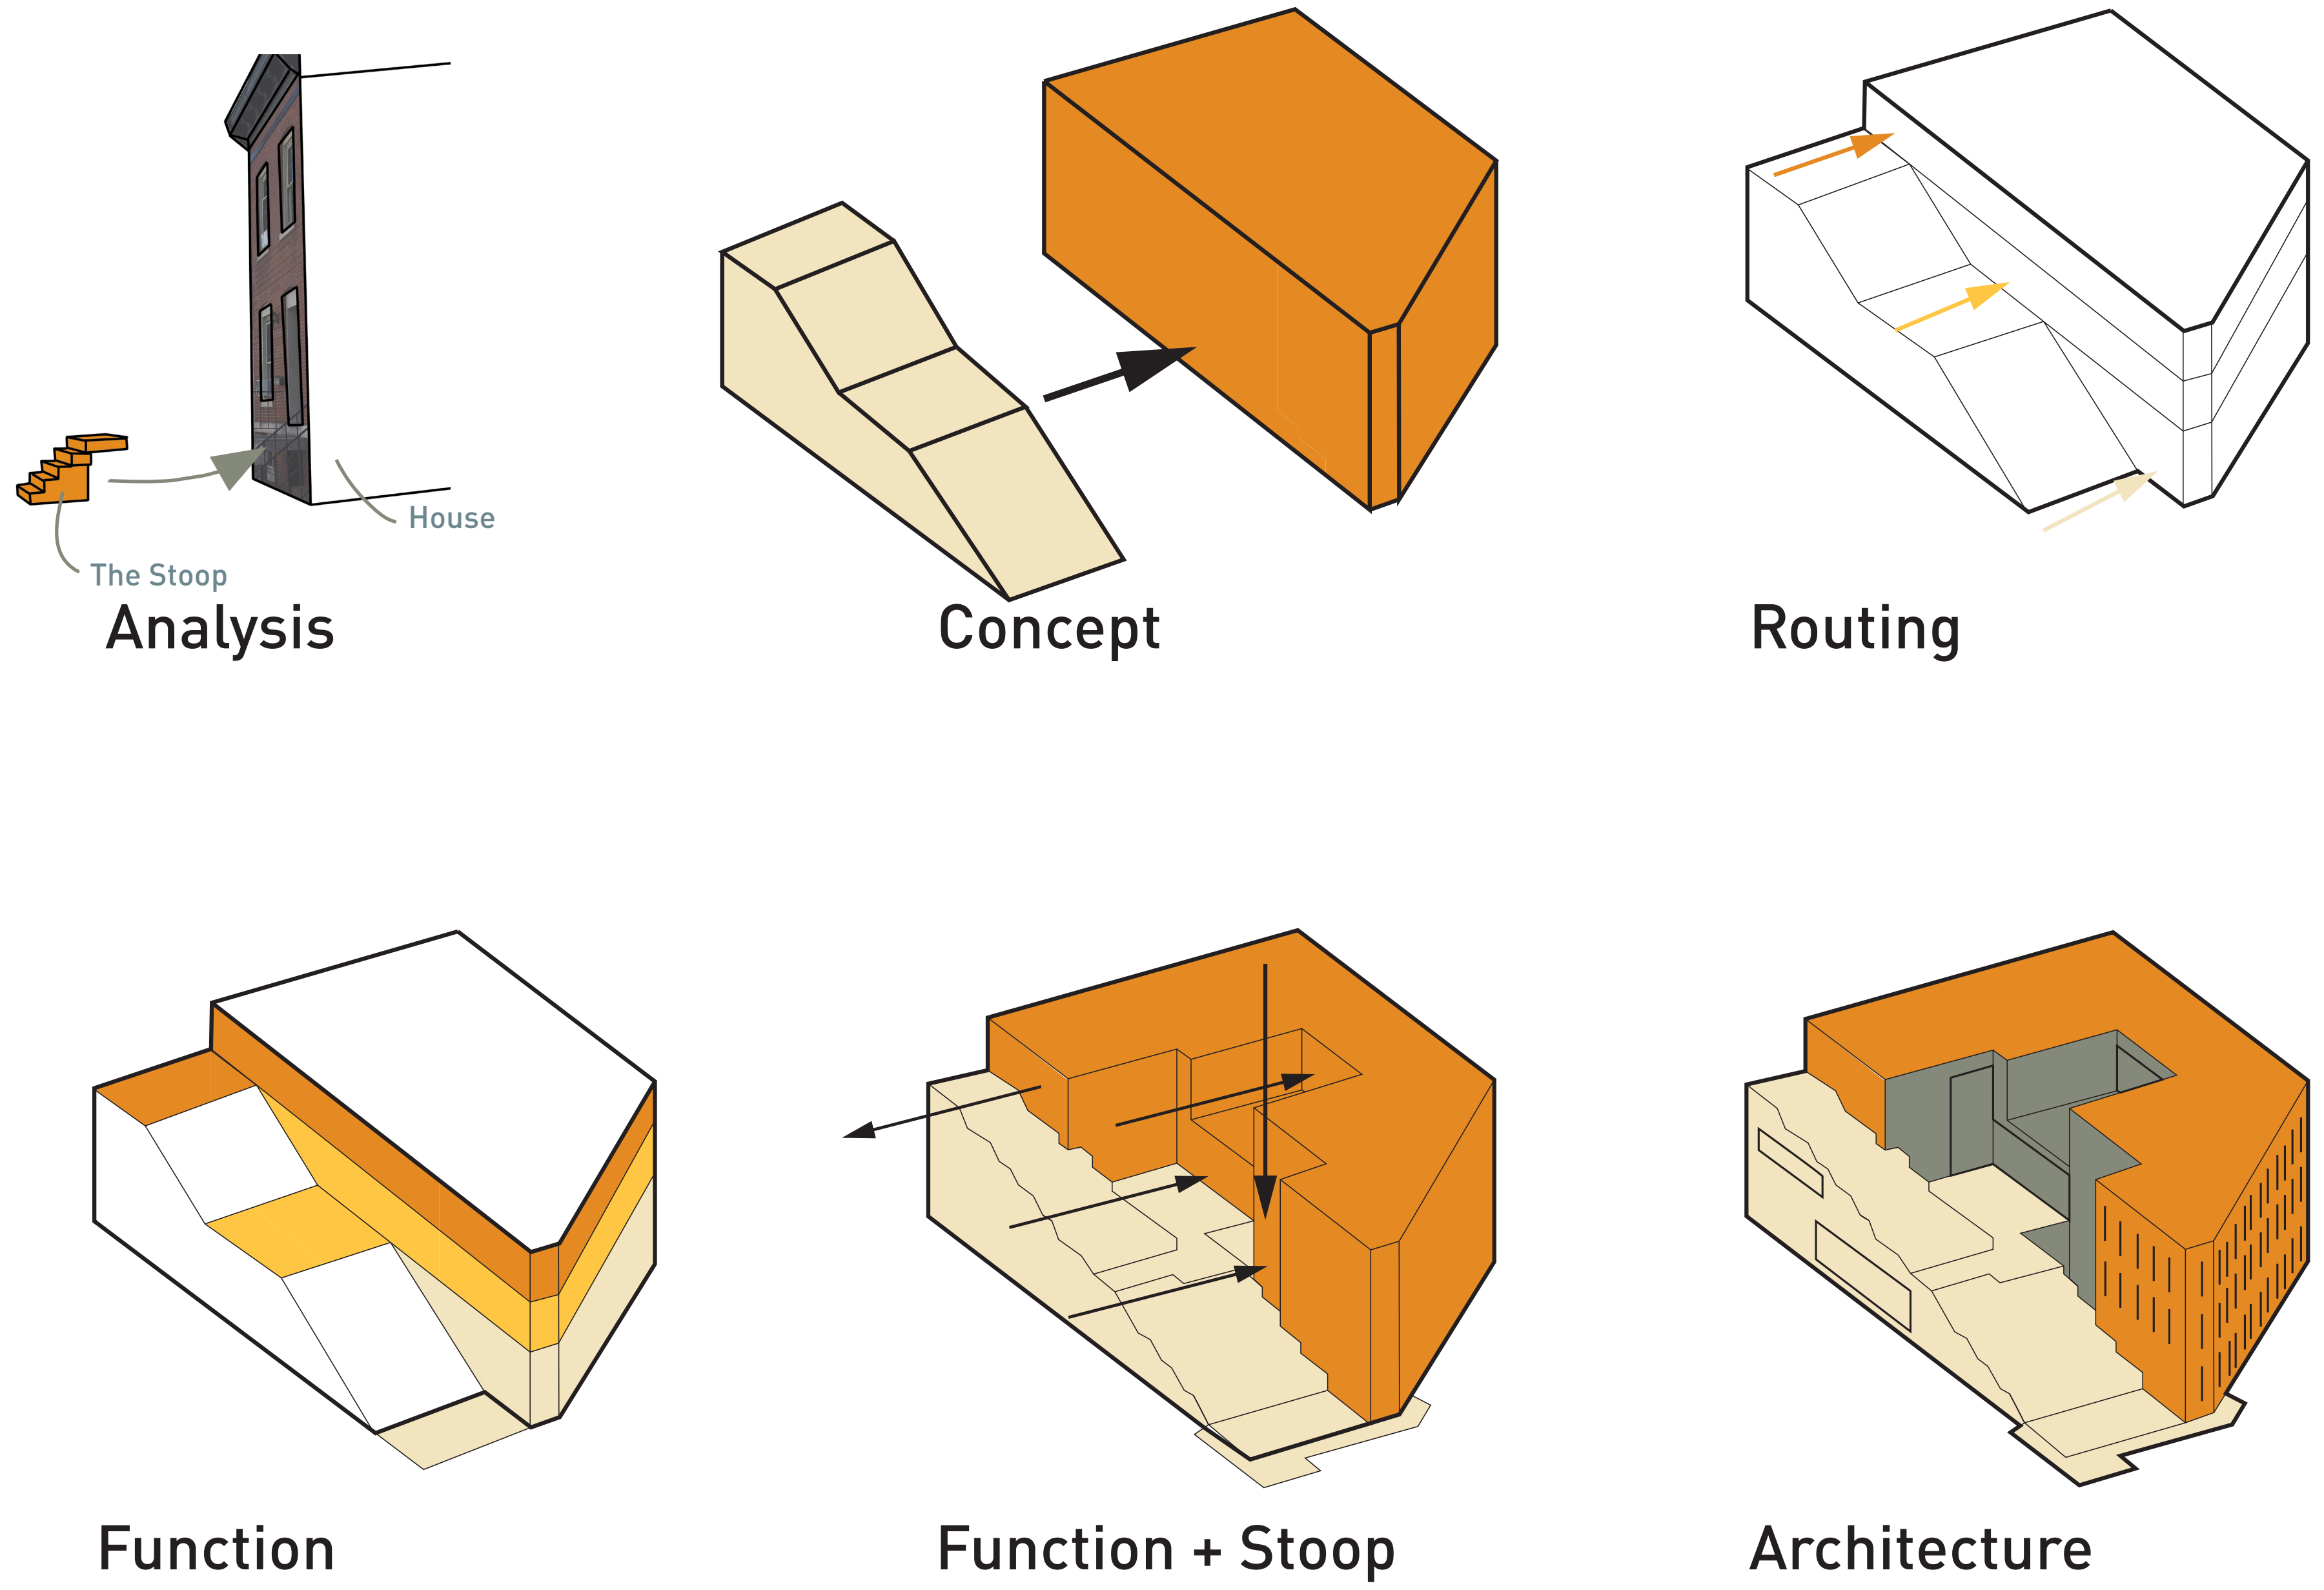 House
The Stoop
Analysis
Concept
Routing
Function
Function + Stoop
Architecture